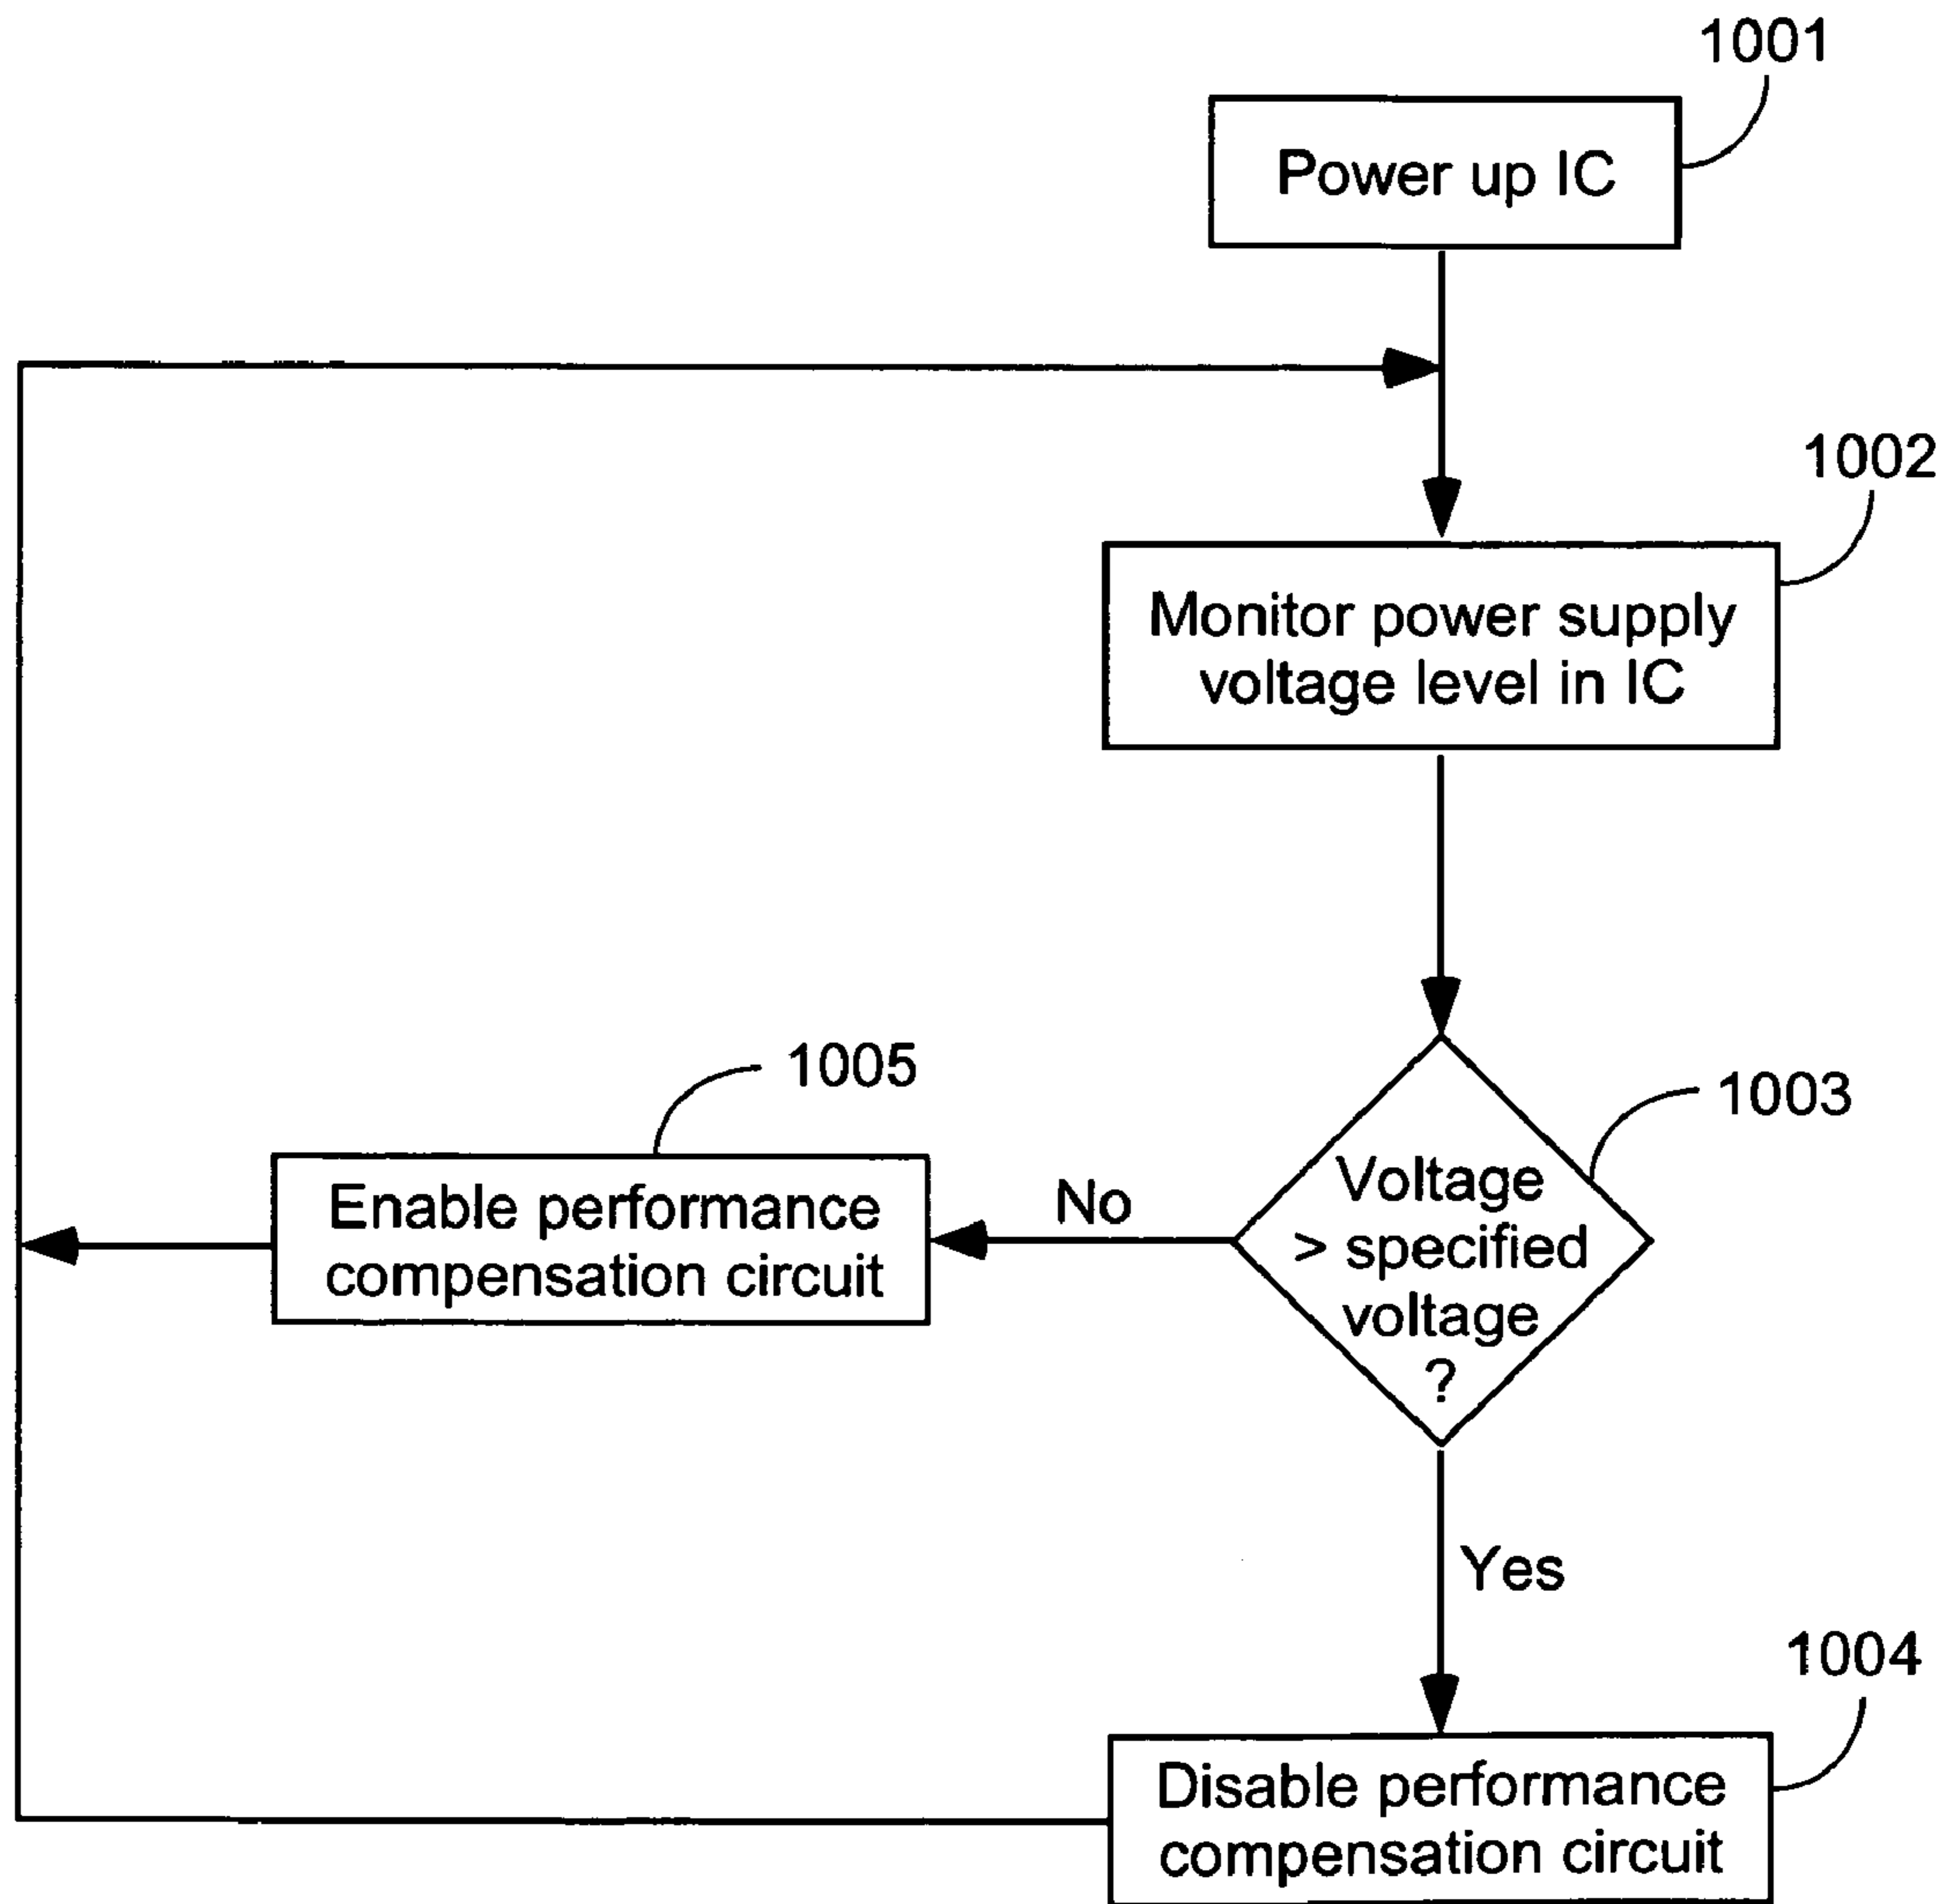 1001
Power up IC
1002
Monitor power supply
voltage level in IC
1005
1003
Enable performance
compensation circuit
No
Voltage
> specified
voltage
?
Yes
1004
Disable performance
compensation circuit